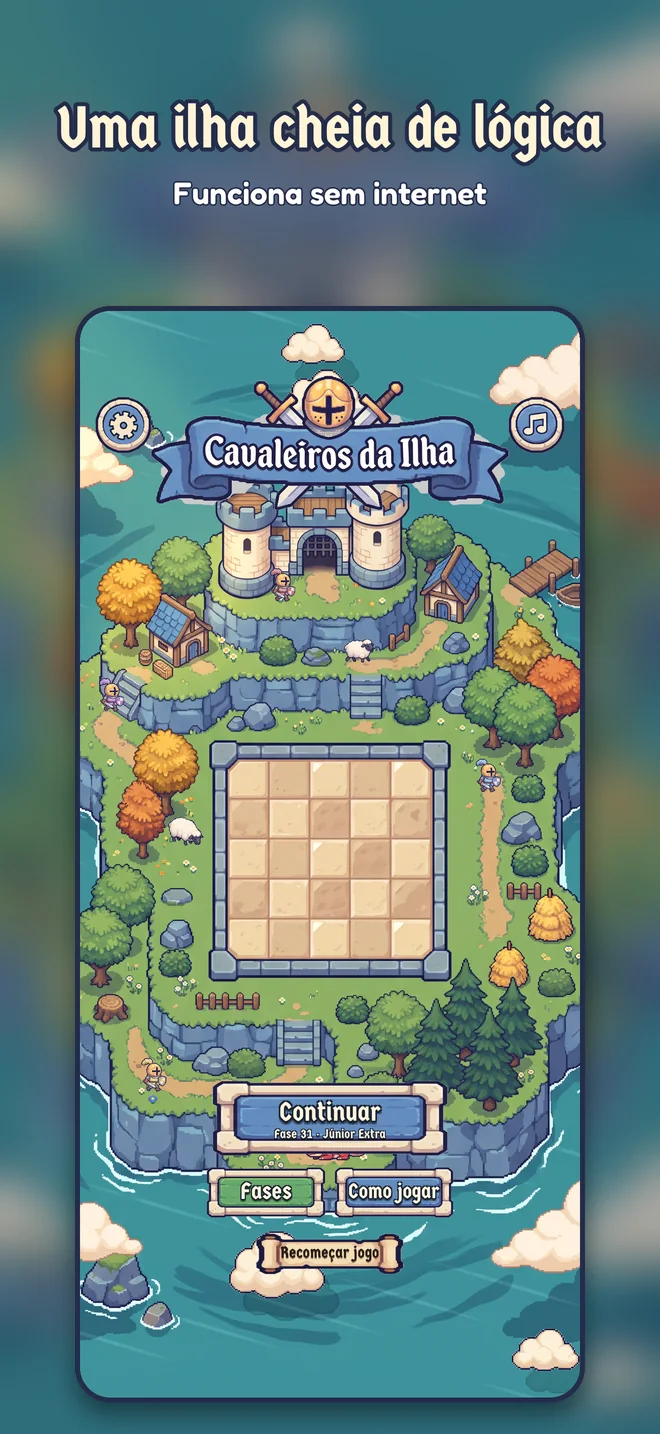 Uma ilha cheia de lógica
Funciona sem internet
Cavaleiros da Ilha
Continuar
Fase 31 · Júnior Extra
Fases
Como jogar
Recomeçar jogo